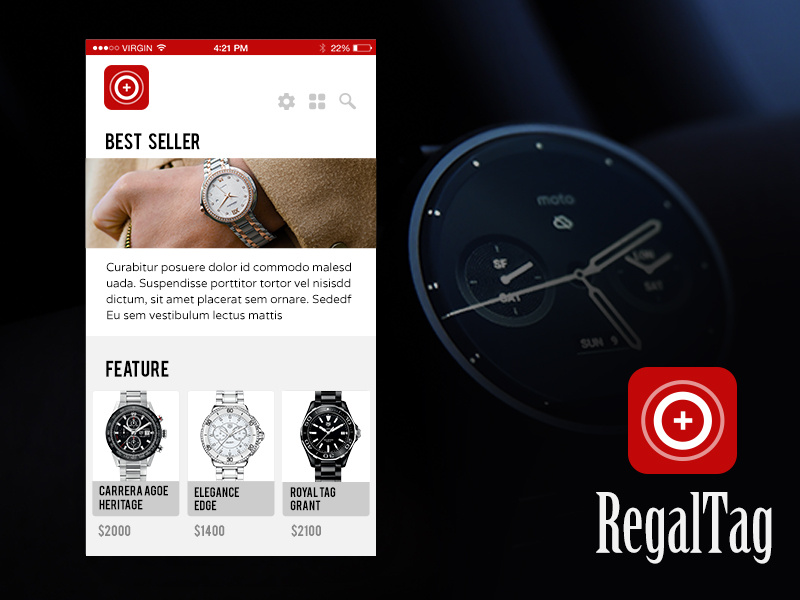 VIRGIN
4:21 PM
22%
BEST SELLER
Curabitur posuere dolor id commodo malesd
uada. Suspendisse porttitor tortor vel nisisdd
dictum, sit amet placerat sem ornare. Sededf
Eu sem vestibulum lectus mattis
FEATURE
CARRERA AGOE
HERITAGE
$2000
ELEGANCE
EDGE
$1400
ROYAL TAG
GRANT
$2100
moto
SF
SAT
LON
SAT
SUN 9
RegalTag